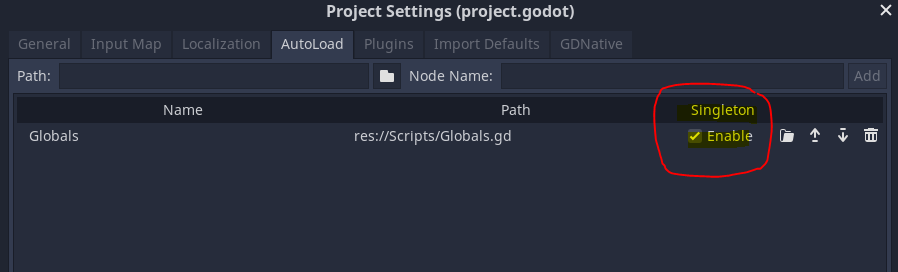 Project Settings (project.godot)
General Input Map Localization AutoLoad Plugins Import Defaults GDNative
Path: Node Name: Add
Name Path Singleton
Globals res://Scripts/Globals.gd Enable